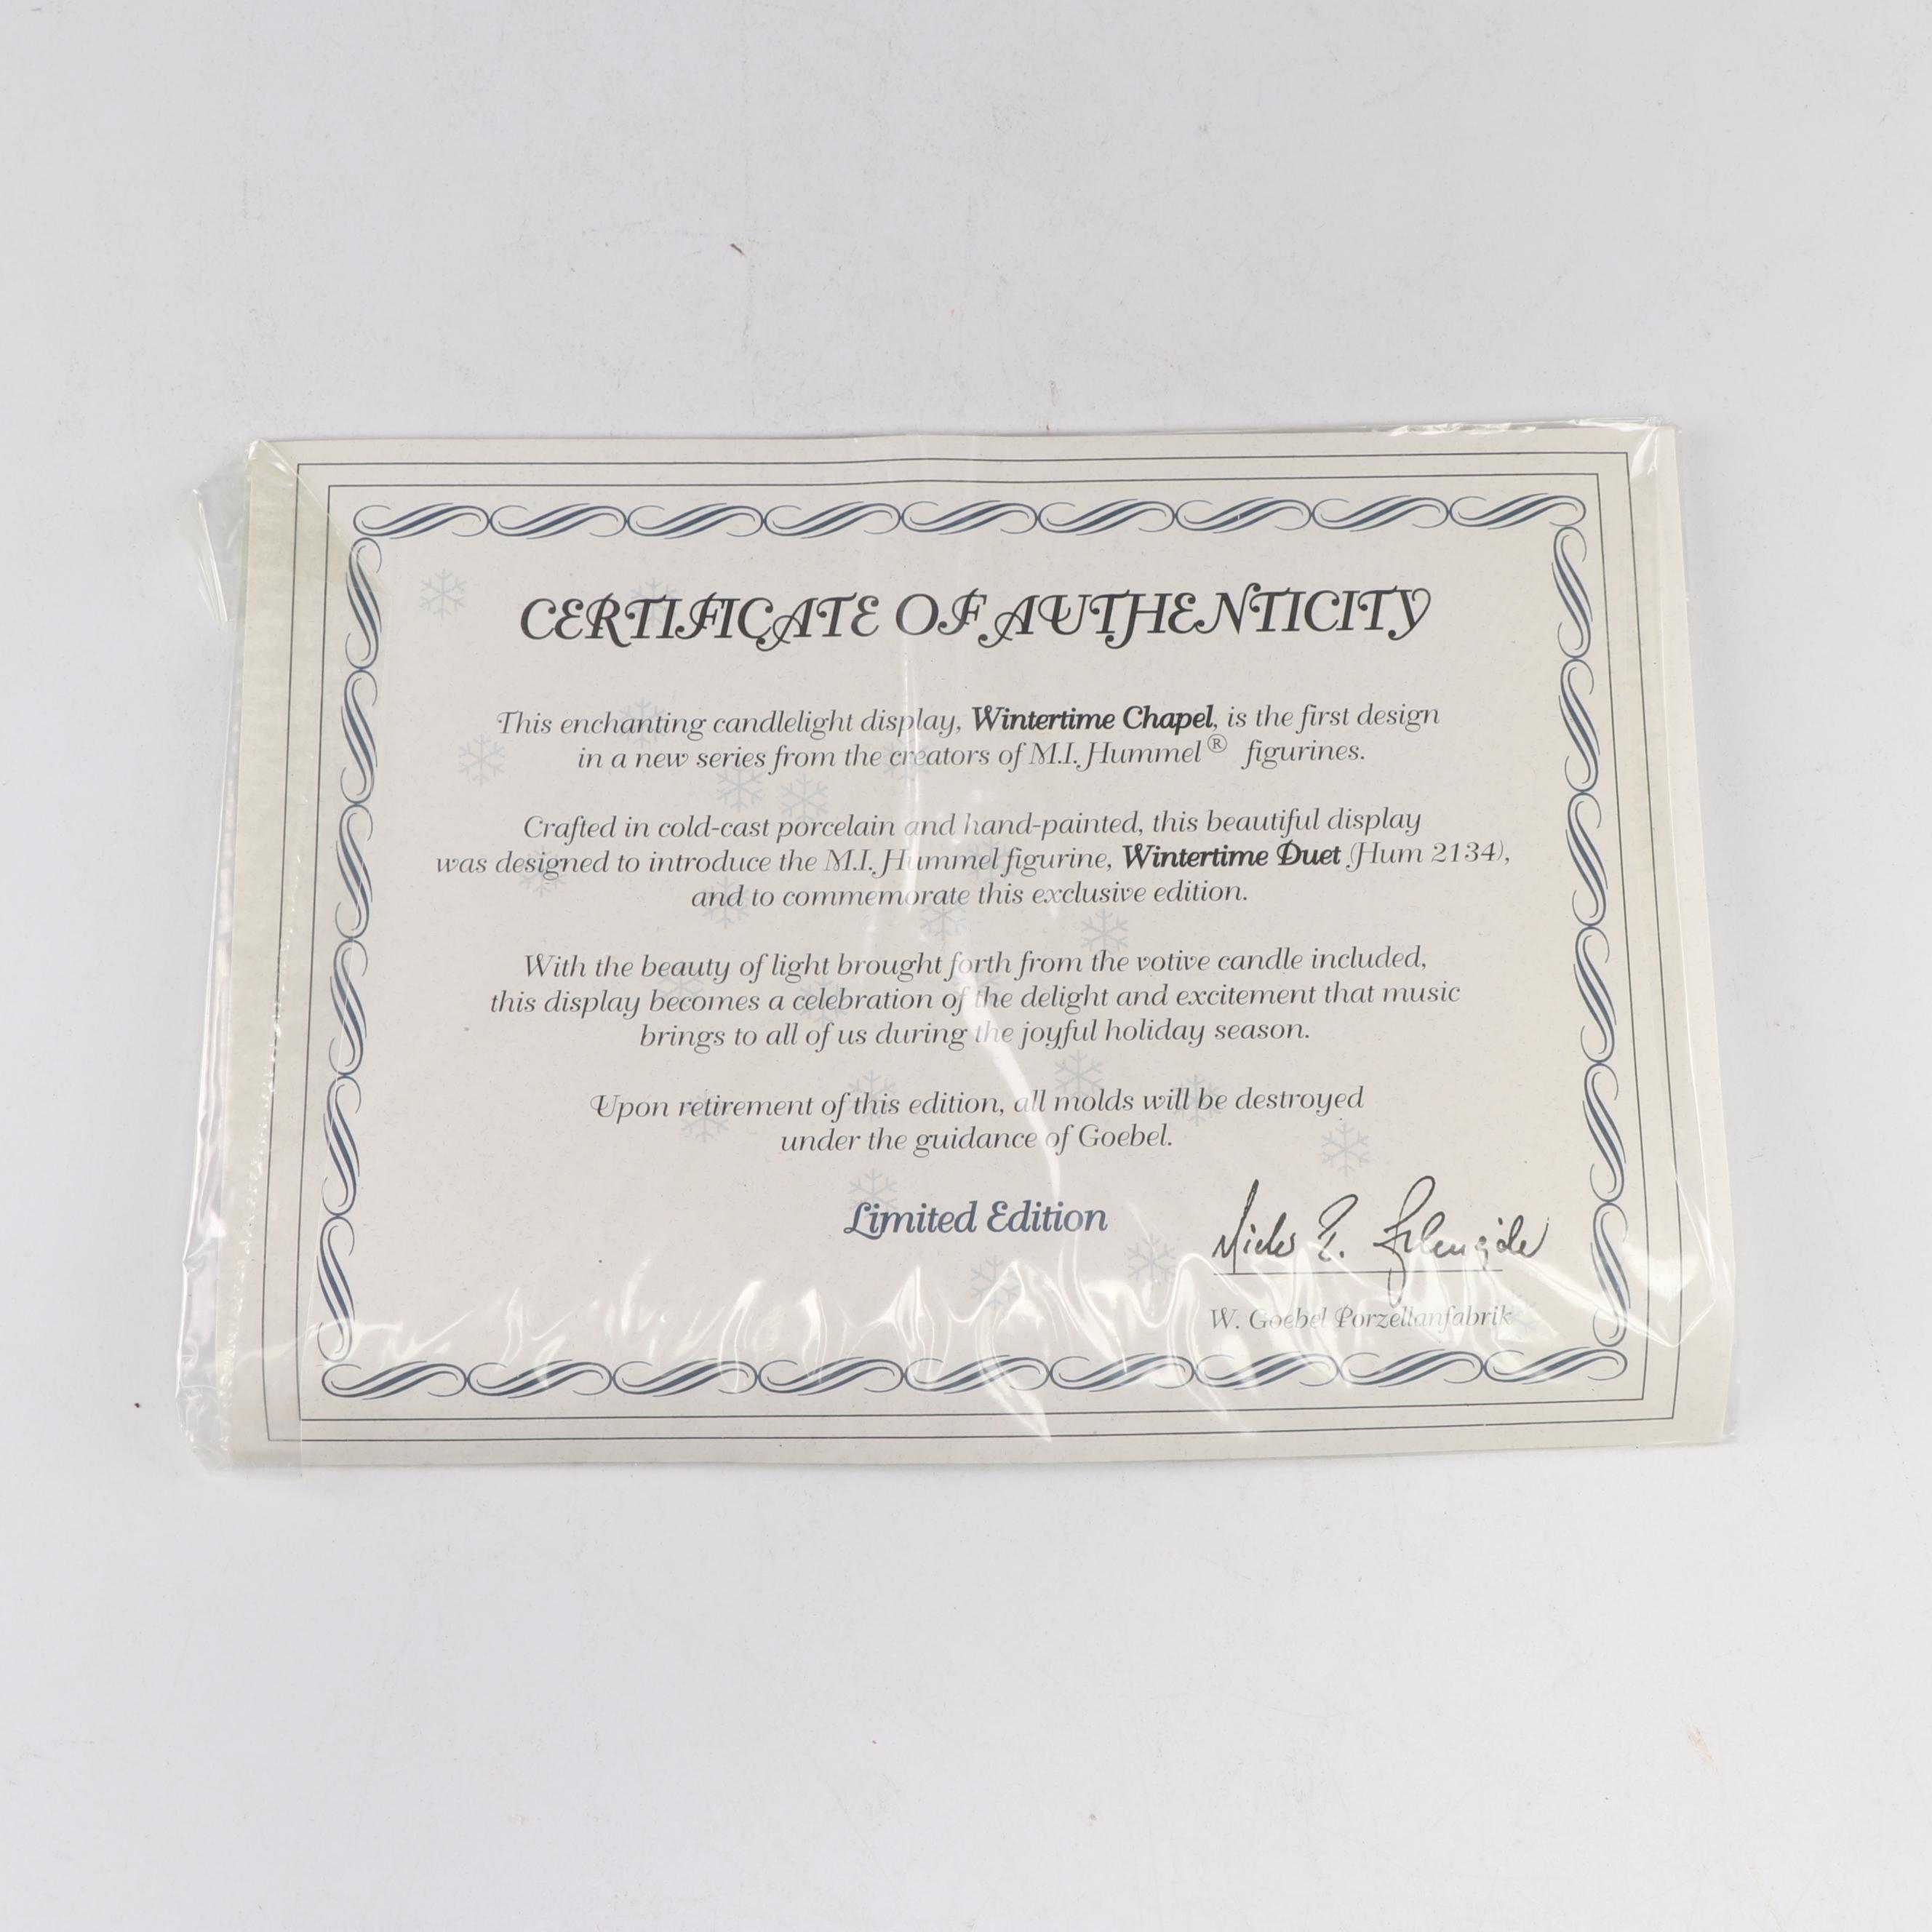 CERTIFICATE OF AUTHENTICITY
This enchanting candlelight display, Wintertime Chapel, is the first design
in a new series from the creators of M.I. Hummel® figurines.
Crafted in cold-cast porcelain and hand-painted, this beautiful display
was designed to introduce the M.I. Hummel figurine, Wintertime Duet (Hum 2134),
and to commemorate this exclusive edition.
With the beauty of light brought forth from the votive candle included,
this display becomes a celebration of the delight and excitement that music
brings to all of us during the joyful holiday season.
Upon retirement of this edition, all molds will be destroyed
under the guidance of Goebel.
Limited Edition
W. Goebel Porzellanfabrik